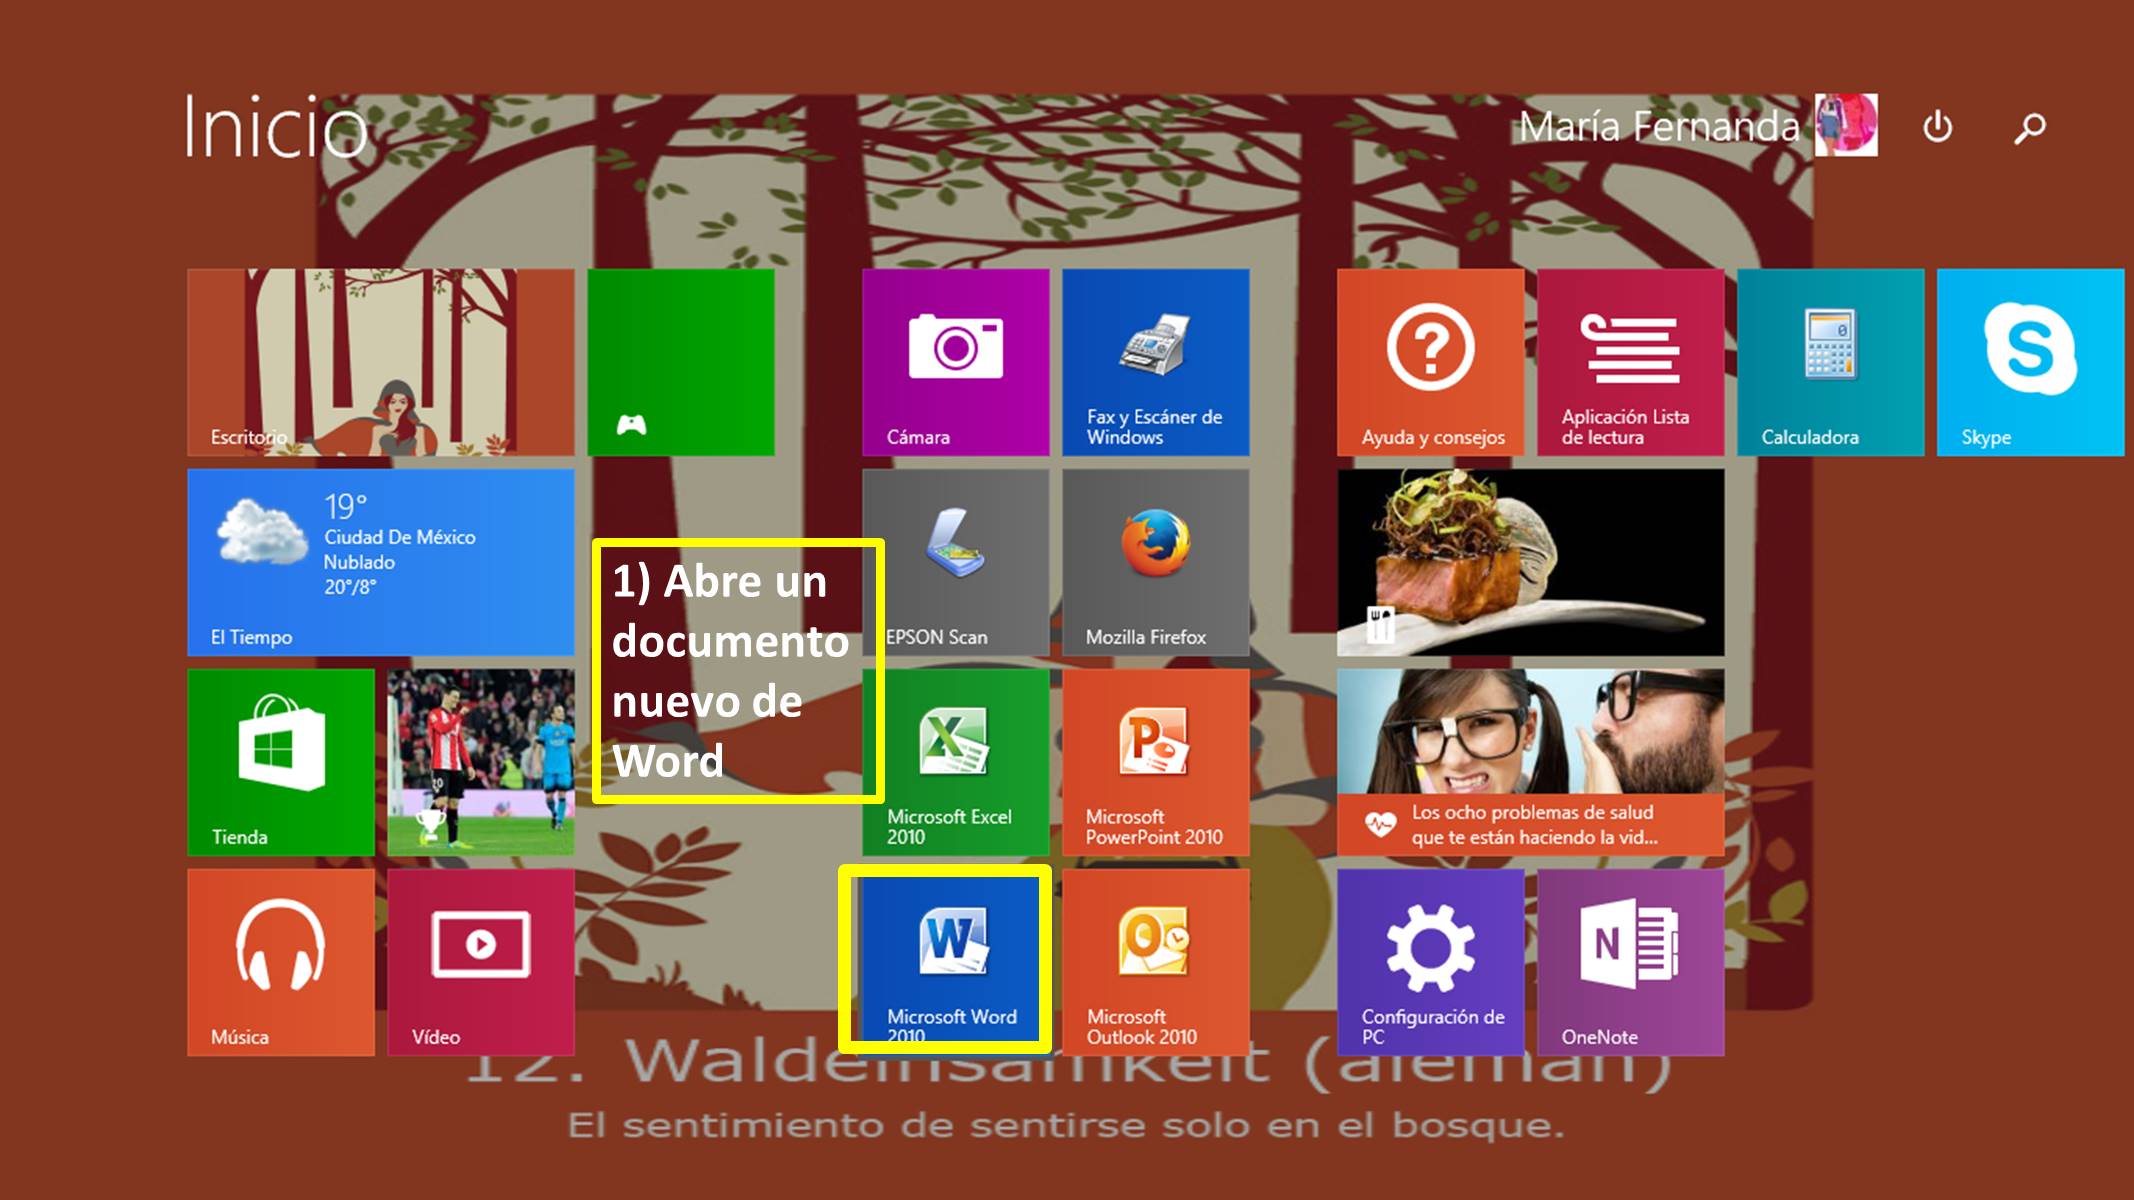 Inicio
María Fernanda
Escritorio
Cámara
Fax y Escáner de
Windows
Ayuda y consejos
Aplicación Lista
de lectura
Calculadora
S
Skype
19°
Ciudad De México
Nublado
20°/8°
El Tiempo
1) Abre un
documento
nuevo de
Word
EPSON Scan
Mozilla Firefox
Tienda
Microsoft Excel
2010
Microsoft
PowerPoint 2010
Los ocho problemas de salud
que te están haciendo la vid...
Música
Vídeo
Microsoft Word
2010
Microsoft
Outlook 2010
Configuración de
PC
N
OneNote
12. Waldeinsamkeit (alemán)
El sentimiento de sentirse solo en el bosque.